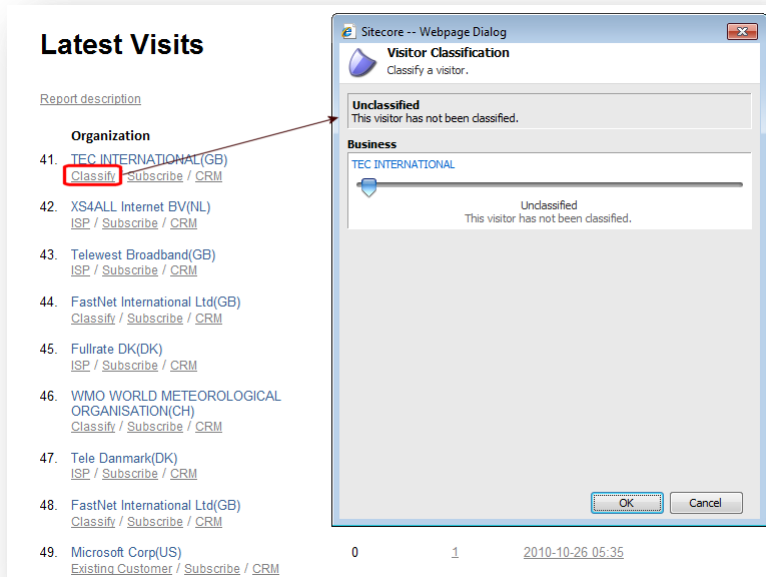 Latest Visits
Report description
Organization
41. TEC INTERNATIONAL(GB)
Classify / Subscribe / CRM
42. XS4ALL Internet BV(NL)
ISP / Subscribe / CRM
43. Telewest Broadband(GB)
ISP / Subscribe / CRM
44. FastNet International Ltd(GB)
Classify / Subscribe / CRM
45. Fullrate DK(DK)
ISP / Subscribe / CRM
46. WMO WORLD METEOROLOGICAL
ORGANISATION(CH)
Classify / Subscribe / CRM
47. Tele Danmark(DK)
ISP / Subscribe / CRM
48. FastNet International Ltd(GB)
Classify / Subscribe / CRM
49. Microsoft Corp(US) 0 1 2010-10-26 05:35
Existing Customer / Subscribe / CRM
Sitecore -- Webpage Dialog
Visitor Classification
Classify a visitor.
Unclassified
This visitor has not been classified.
Business
TEC INTERNATIONAL
Unclassified
This visitor has not been classified.
OK Cancel